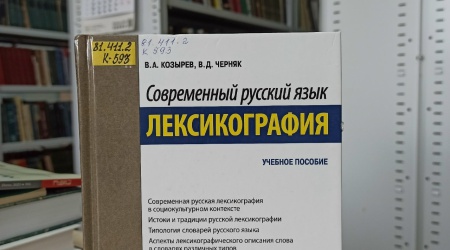 81.411.2
К-593
81.411.2
К 593
В.А. КОЗЫРЕВ, В.Д. ЧЕРНЯК
Современный русский язык
ЛЕКСИКОГРАФИЯ
УЧЕБНОЕ ПОСОБИЕ
Современная русская лексикография
в социокультурном контексте
Истоки и традиции русской лексикографии
Типология словарей русского языка
Аспекты лексикографического описания слова
в словарях различных типов